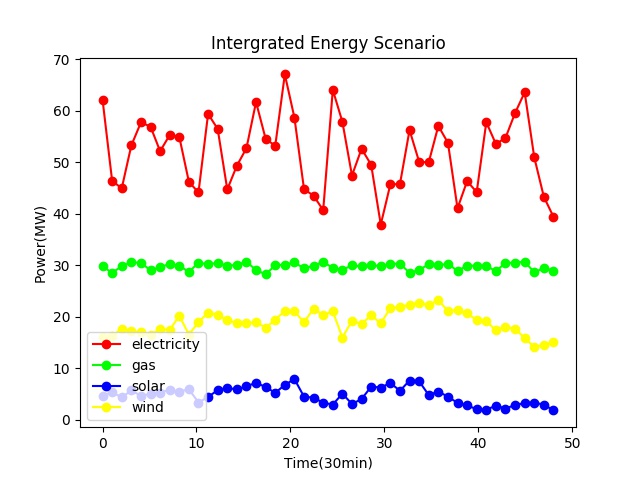 Intergrated Energy Scenario
Power(MW)
70
60
50
40
30
20
10
0
electricity
gas
solar
wind
0 10 20 30 40 50
Time(30min)